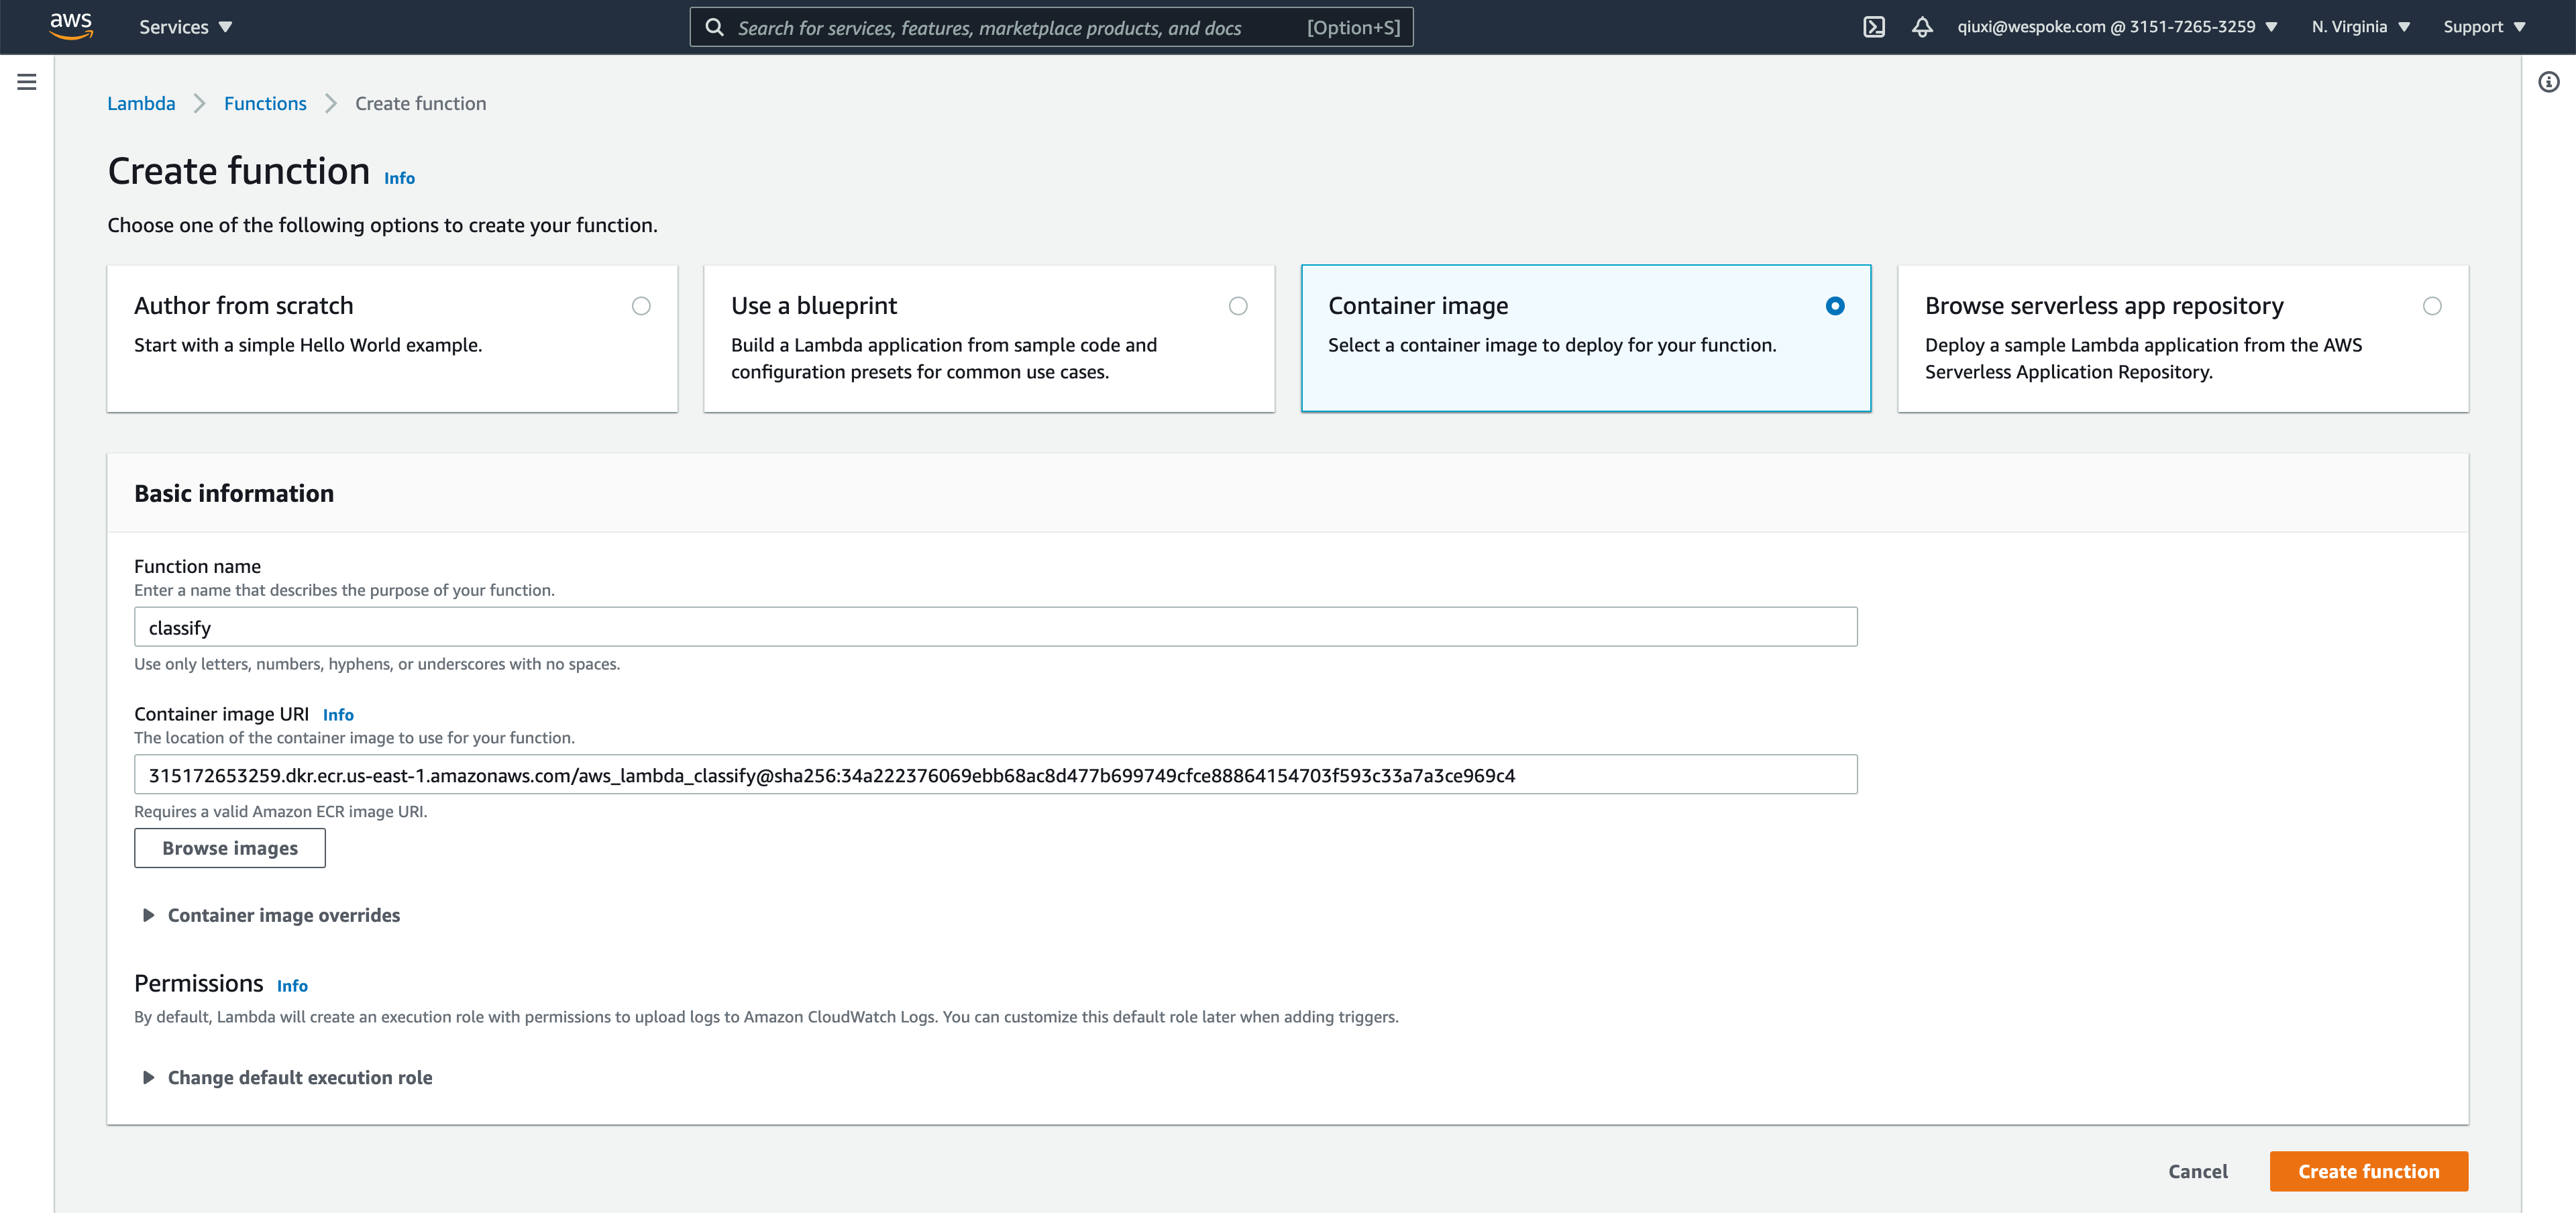 aws
Services
Search for services, features, marketplace products, and docs [Option+S]
qiuxi@wespoke.com @ 3151-7265-3259
N. Virginia
Support
Lambda
Functions
Create function
Create function Info
Choose one of the following options to create your function.
Author from scratch
Start with a simple Hello World example.
Use a blueprint
Build a Lambda application from sample code and
configuration presets for common use cases.
Container image
Select a container image to deploy for your function.
Browse serverless app repository
Deploy a sample Lambda application from the AWS
Serverless Application Repository.
Basic information
Function name
Enter a name that describes the purpose of your function.
classify
Use only letters, numbers, hyphens, or underscores with no spaces.
Container image URI Info
The location of the container image to use for your function.
315172653259.dkr.ecr.us-east-1.amazonaws.com/aws_lambda_classify@sha256:34a222376069ebb68ac8d477b699749cfce88864154703f593c33a7a3ce969c4
Requires a valid Amazon ECR image URI.
Browse images
Container image overrides
Permissions Info
By default, Lambda will create an execution role with permissions to upload logs to Amazon CloudWatch Logs. You can customize this default role later when adding triggers.
Change default execution role
Cancel
Create function